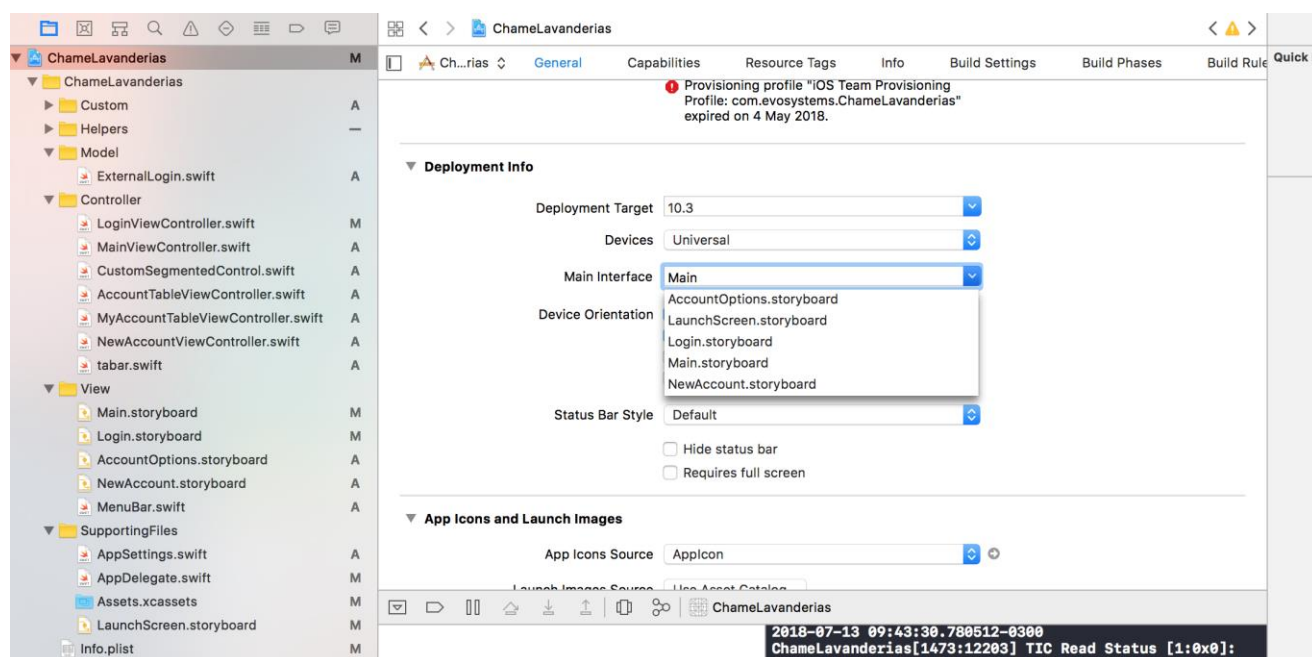 ChameLavanderias
ChameLavanderias M
ChameLavanderias
Custom A
Helpers —
Model
ExternalLogin.swift A
Controller
LoginViewController.swift M
MainViewController.swift A
CustomSegmentedControl.swift A
AccountTableViewController.swift A
MyAccountTableViewController.swift A
NewAccountViewController.swift A
tabar.swift A
View
Main.storyboard M
Login.storyboard M
AccountOptions.storyboard A
NewAccount.storyboard A
MenuBar.swift A
SupportingFiles
AppSettings.swift A
AppDelegate.swift M
Assets.xcassets M
LaunchScreen.storyboard M
Info.plist M
Ch...rias General Capabilities Resource Tags Info Build Settings Build Phases Build Rule
Provisioning profile "iOS Team Provisioning
Profile: com.evosystems.ChameLavanderias"
expired on 4 May 2018.
Deployment Info
Deployment Target 10.3
Devices Universal
Main Interface Main
AccountOptions.storyboard
LaunchScreen.storyboard
Login.storyboard
Main.storyboard
NewAccount.storyboard
Device Orientation
Status Bar Style Default
Hide status bar
Requires full screen
App Icons and Launch Images
App Icons Source AppIcon
Launch Images Source Use Asset Catalog
ChameLavanderias
2018-07-13 09:43:30.780512-0300
ChameLavanderias[1473:12203] TIC Read Status [1:0x0]:
Quick